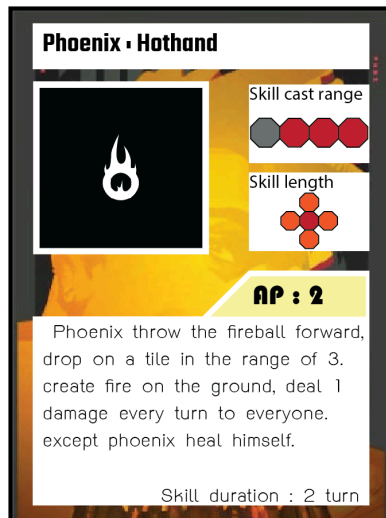 Phoenix : Hothand
Skill cast range
Skill length
AP : 2
Phoenix throw the fireball forward,
drop on a tile in the range of 3.
create fire on the ground, deal 1
damage every turn to everyone.
except phoenix heal himself.
Skill duration : 2 turn